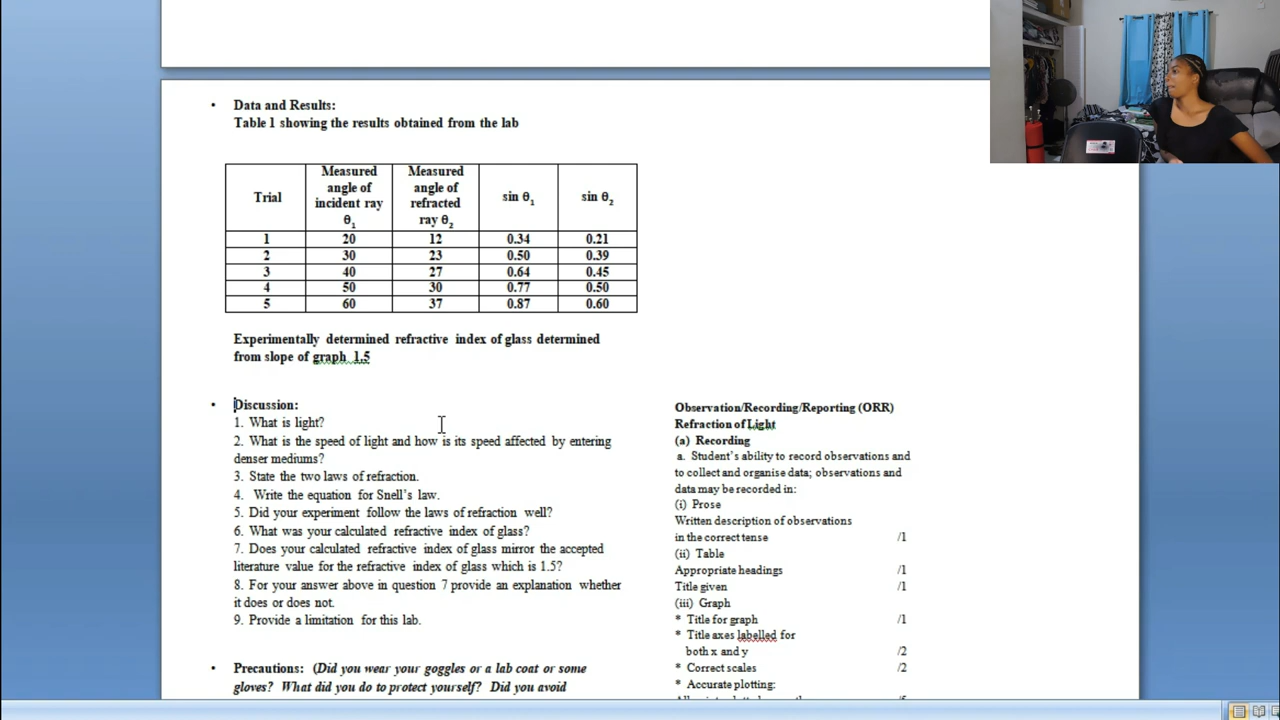 • Data and Results:
Table 1 showing the results obtained from the lab
Trial | Measured angle of incident ray θ1 | Measured angle of refracted ray θ2 | sin θ1 | sin θ2
1 | 20 | 12 | 0.34 | 0.21
2 | 30 | 23 | 0.50 | 0.39
3 | 40 | 27 | 0.64 | 0.45
4 | 50 | 30 | 0.77 | 0.50
5 | 60 | 37 | 0.87 | 0.60
Experimentally determined refractive index of glass determined
from slope of graph 1.5
• Discussion:
1. What is light?
2. What is the speed of light and how is its speed affected by entering
denser mediums?
3. State the two laws of refraction.
4. Write the equation for Snell's law.
5. Did your experiment follow the laws of refraction well?
6. What was your calculated refractive index of glass?
7. Does your calculated refractive index of glass mirror the accepted
literature value for the refractive index of glass which is 1.5?
8. For your answer above in question 7 provide an explanation whether
it does or does not.
9. Provide a limitation for this lab.
• Precautions: (Did you wear your goggles or a lab coat or some
gloves? What did you do to protect yourself? Did you avoid
Observation/Recording/Reporting (ORR)
Refraction of Light
(a) Recording
a. Student's ability to record observations and
to collect and organise data; observations and
data may be recorded in:
(i) Prose
Written description of observations
in the correct tense /1
(ii) Table
Appropriate headings /1
Title given /1
(iii) Graph
* Title for graph /1
* Title axes labelled for
both x and y /2
* Correct scales /2
* Accurate plotting: